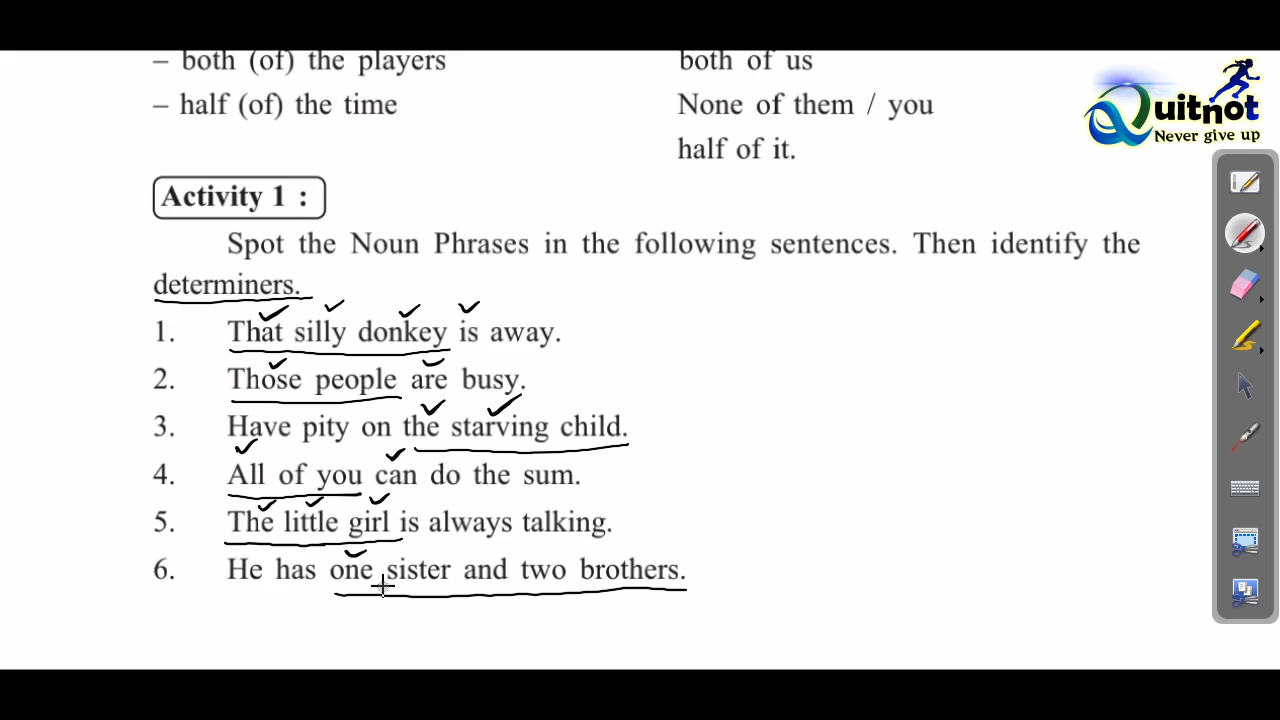 – both (of) the players both of us
– half (of) the time None of them / you
half of it.
Quitnot
Never give up
Activity 1 :
Spot the Noun Phrases in the following sentences. Then identify the
determiners.
1. That silly donkey is away.
2. Those people are busy.
3. Have pity on the starving child.
4. All of you can do the sum.
5. The little girl is always talking.
6. He has one sister and two brothers.